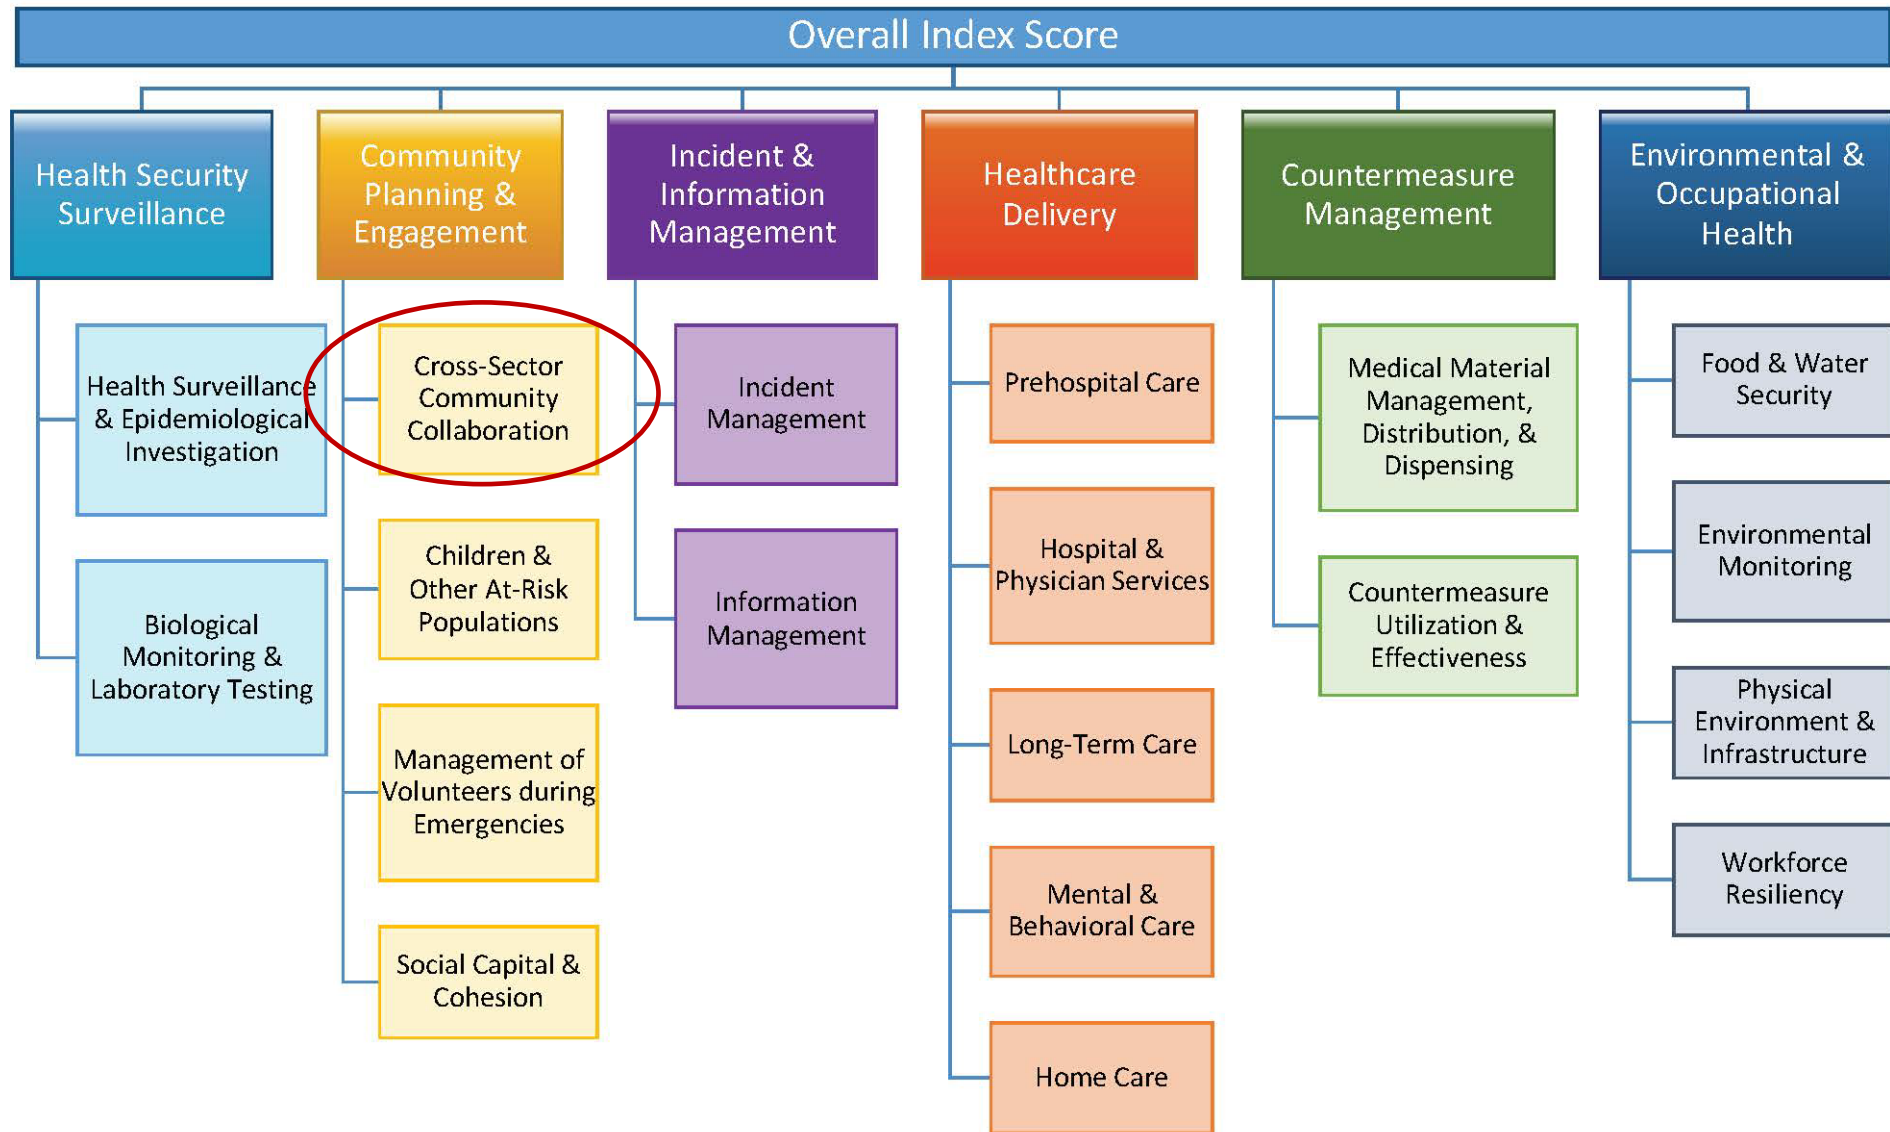 Overall Index Score
Health Security
Surveillance
Community
Planning &
Engagement
Incident &
Information
Management
Healthcare
Delivery
Countermeasure
Management
Environmental &
Occupational
Health
Health Surveillance
& Epidemiological
Investigation
Biological
Monitoring &
Laboratory Testing
Cross-Sector
Community
Collaboration
Children &
Other At-Risk
Populations
Management of
Volunteers during
Emergencies
Social Capital &
Cohesion
Incident
Management
Information
Management
Prehospital Care
Hospital &
Physician Services
Long-Term Care
Mental &
Behavioral Care
Home Care
Medical Material
Management,
Distribution, &
Dispensing
Countermeasure
Utilization &
Effectiveness
Food & Water
Security
Environmental
Monitoring
Physical
Environment &
Infrastructure
Workforce
Resiliency